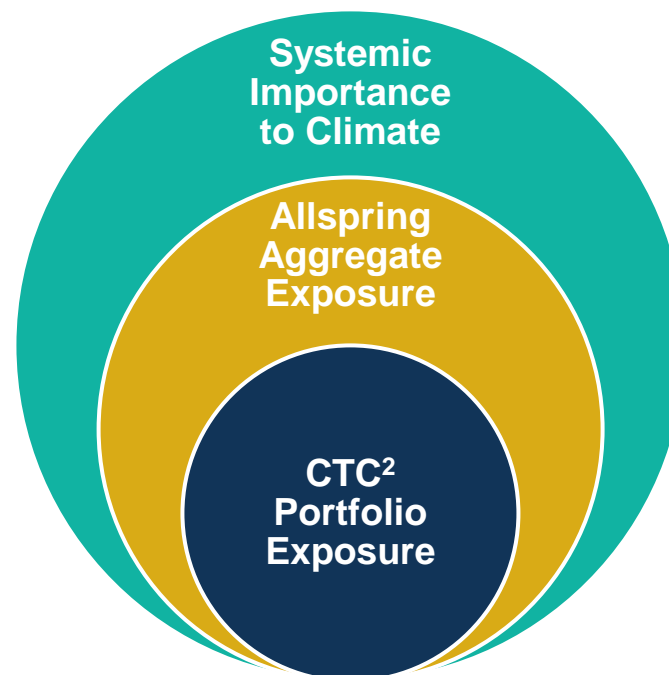 Systemic
Importance
to Climate
Allspring
Aggregate
Exposure
CTC²
Portfolio
Exposure